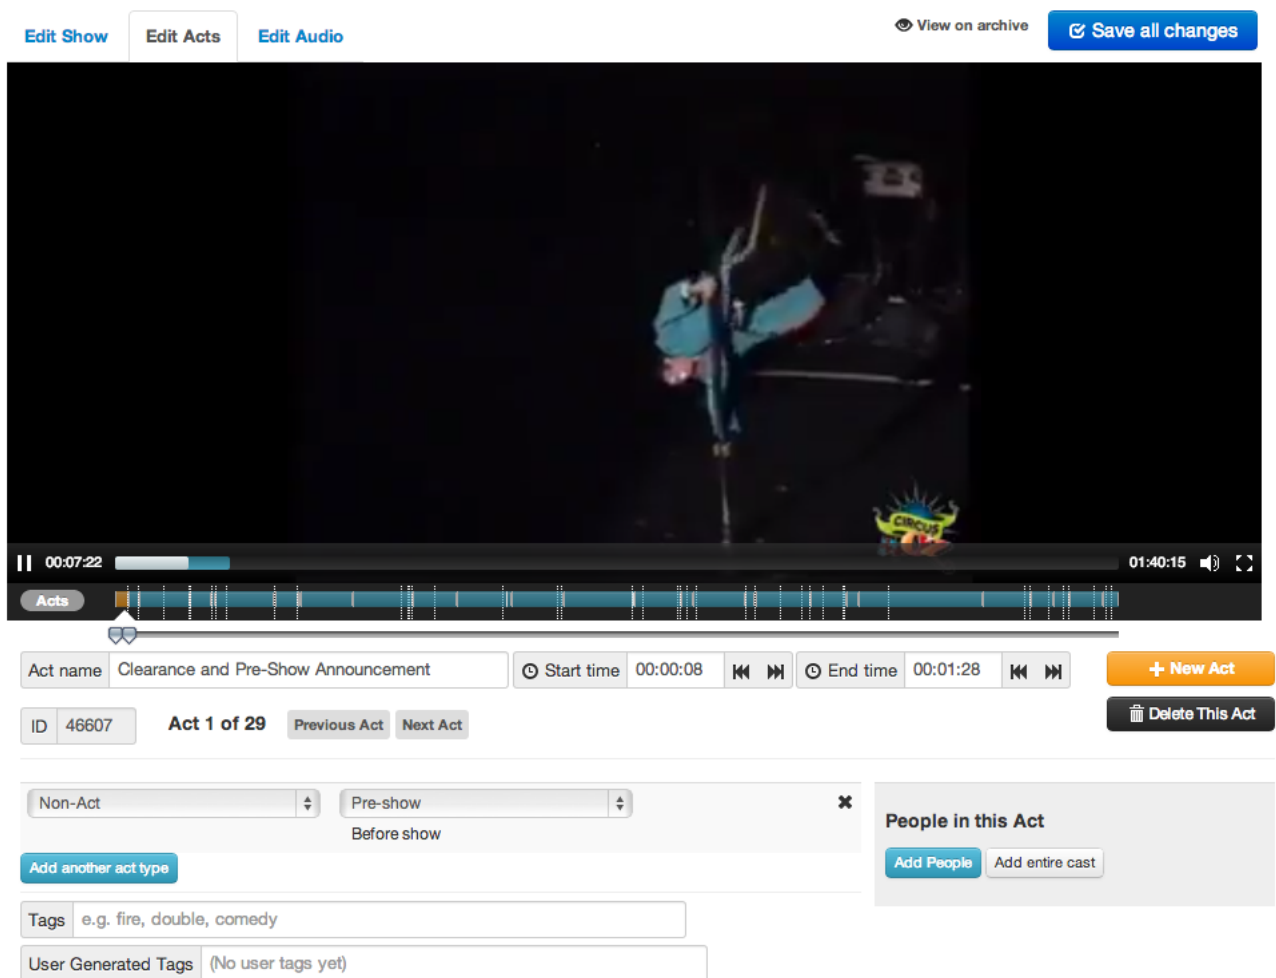 Edit Show
Edit Acts
Edit Audio
View on archive
Save all changes
CIRCUS
00:07:22
01:40:15
Acts
Act name Clearance and Pre-Show Announcement
Start time 00:00:08
End time 00:01:28
+ New Act
ID 46607
Act 1 of 29
Previous Act
Next Act
Delete This Act
Non-Act
Pre-show
Before show
Add another act type
People in this Act
Add People
Add entire cast
Tags e.g. fire, double, comedy
User Generated Tags (No user tags yet)